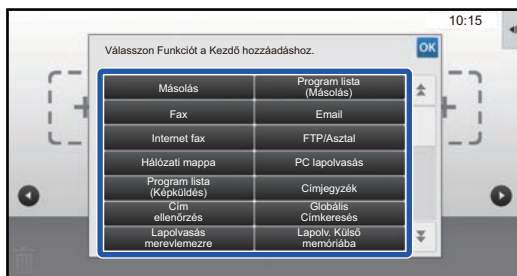 10:15
Válasszon Funkciót a Kezdő hozzáadáshoz.
OK
Másolás
Program lista
(Másolás)
Fax
Email
Internet fax
FTP/Asztal
Hálózati mappa
PC lapolvasás
Program lista
(Képküldés)
Címjegyzék
Cím
ellenőrzés
Globális
Címkeresés
Lapolvasás
merevlemezre
Lapolv. Külső
memóriába